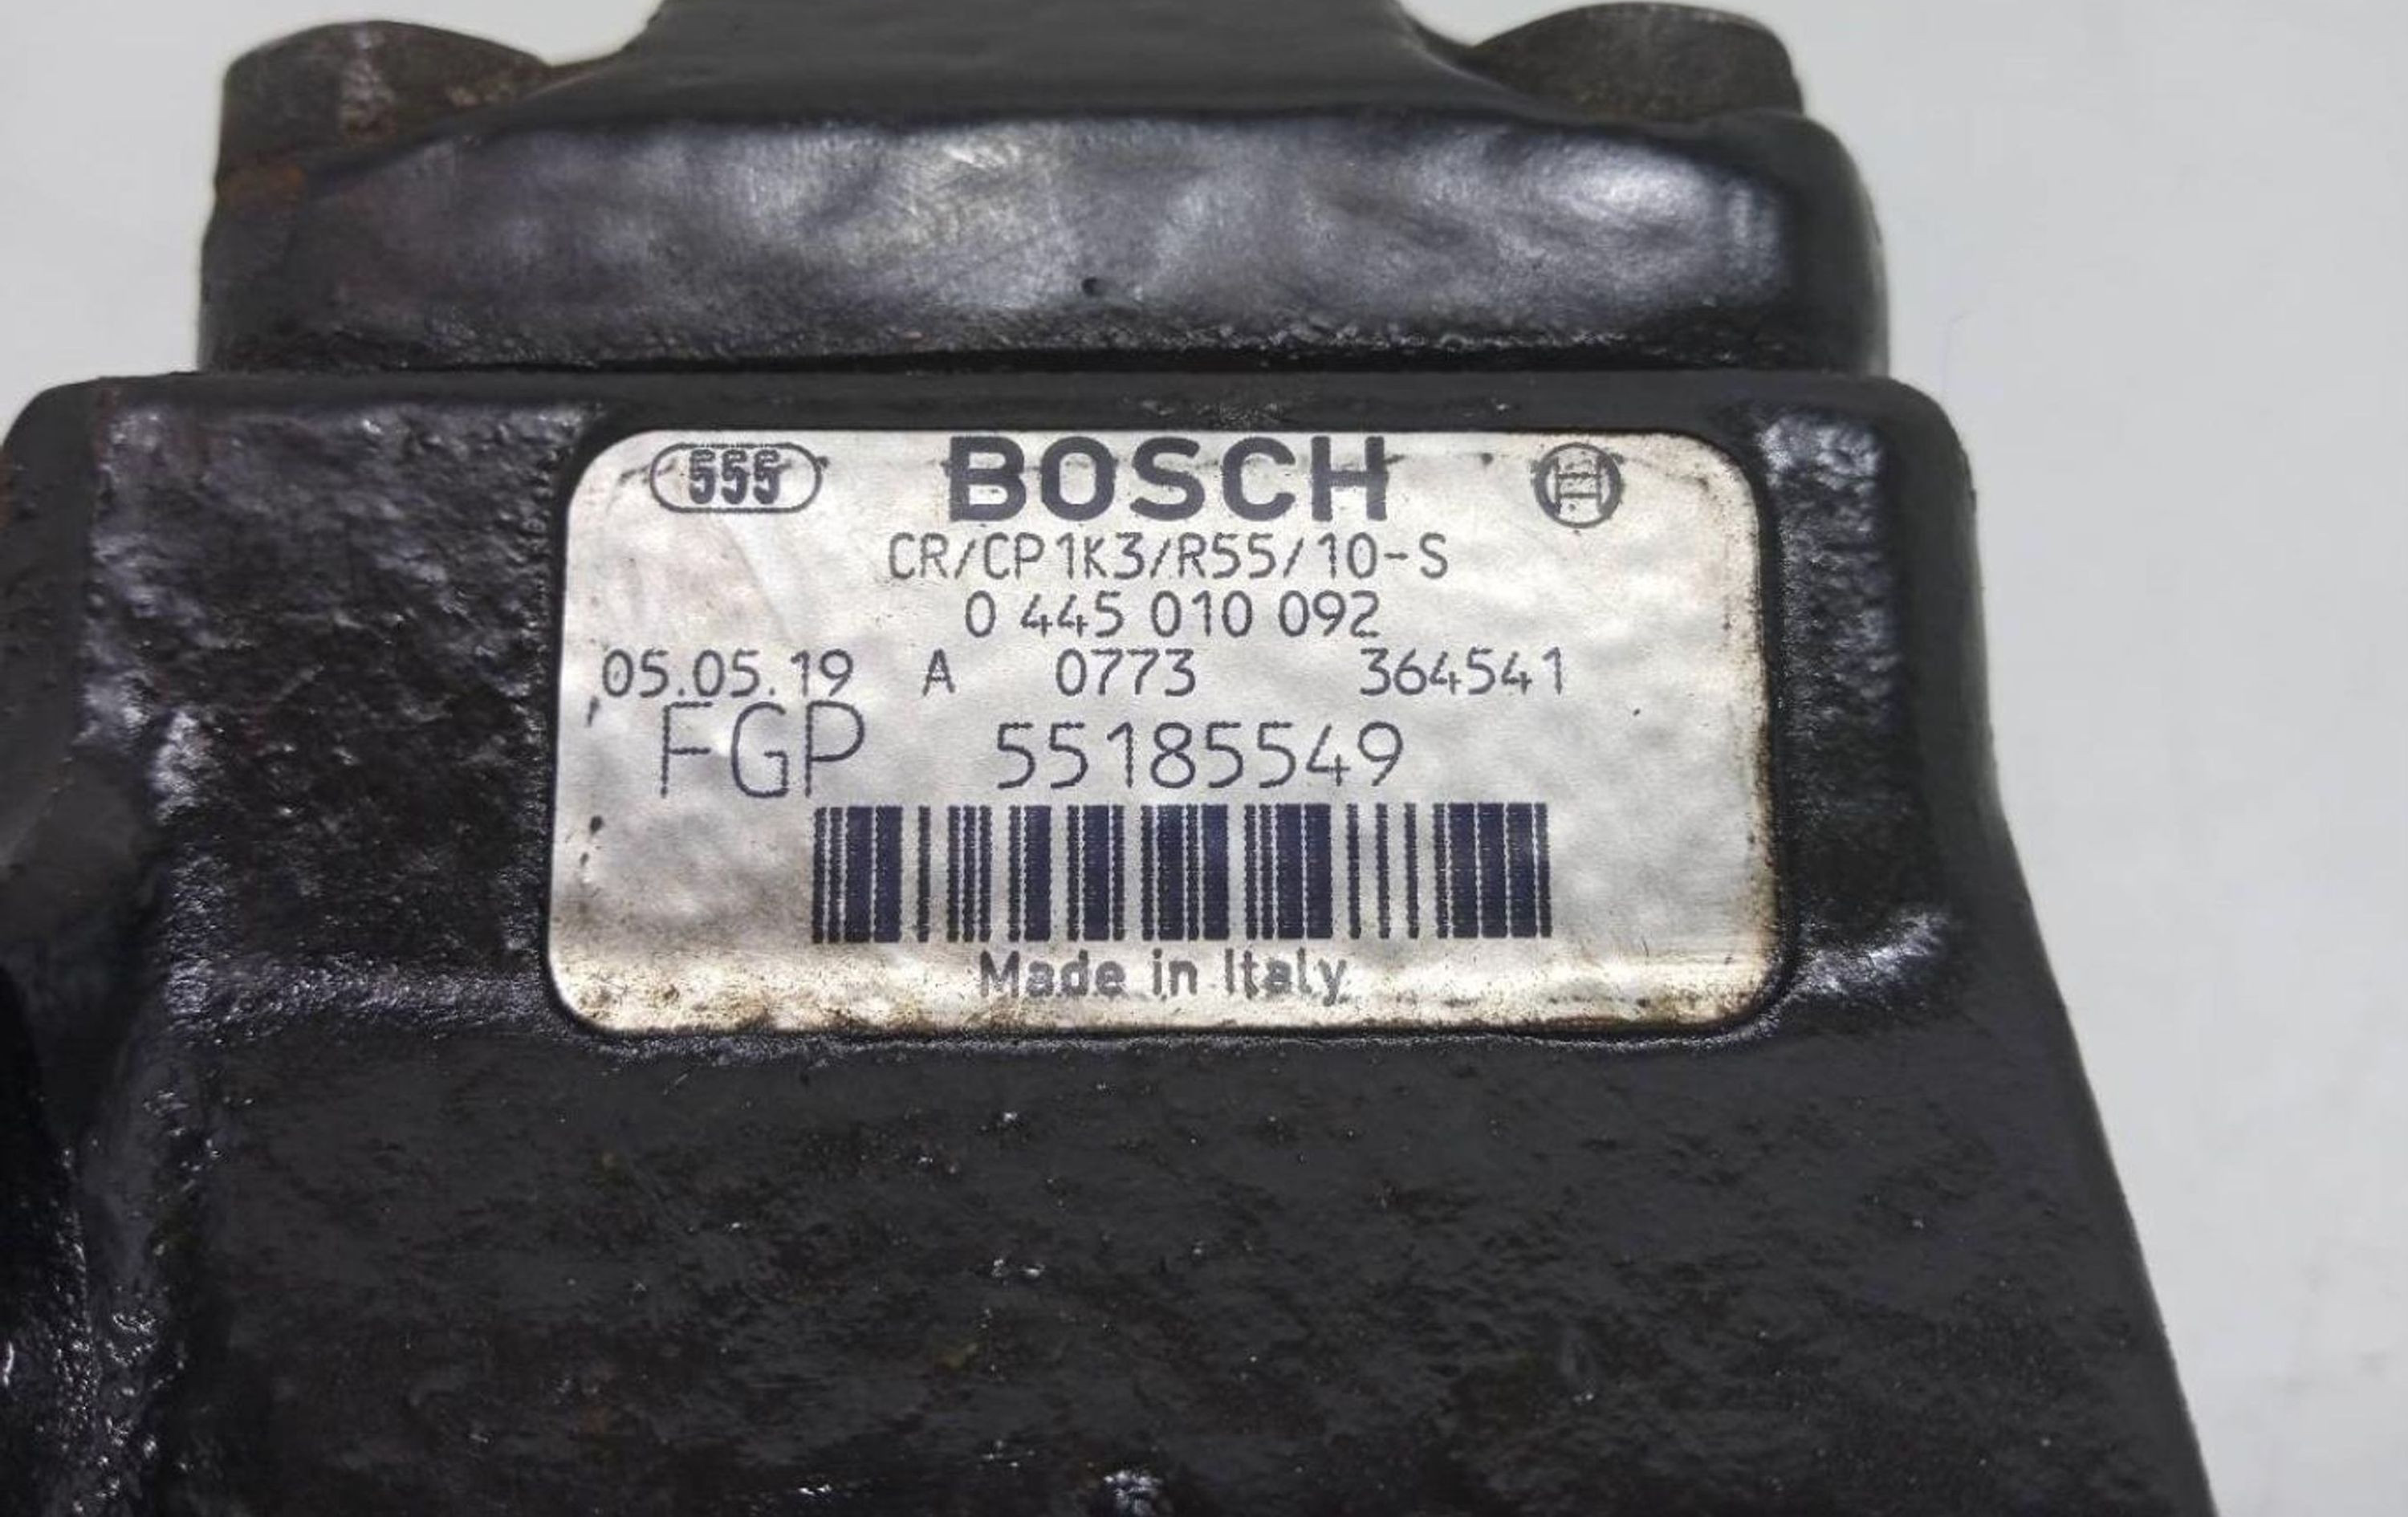 555 BOSCH
CR/CP1K3/R55/10-S
0 445 010 092
05.05.19 A 0773 364541
FGP 55185549
Made in Italy